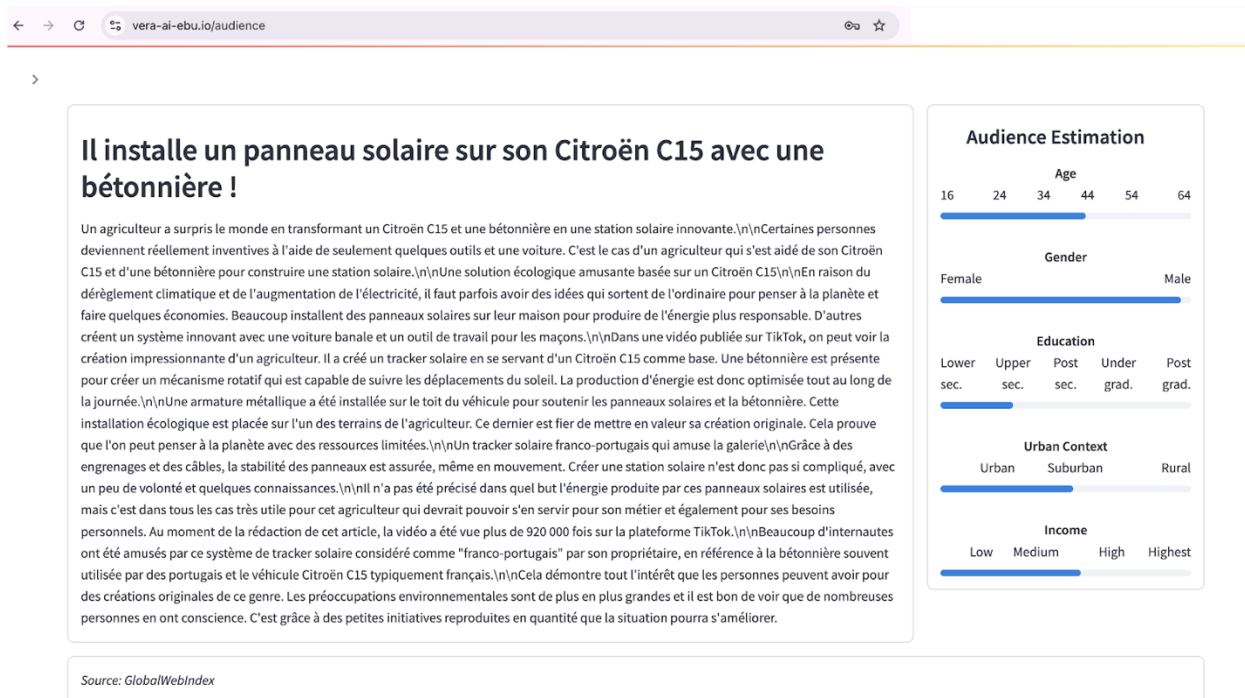 vera-ai-ebu.io/audience
Il installe un panneau solaire sur son Citroën C15 avec une
bétonnière !
Un agriculteur a surpris le monde en transformant un Citroën C15 et une bétonnière en une station solaire innovante.\n\nCertaines personnes
deviennent réellement inventives à l'aide de seulement quelques outils et une voiture. C'est le cas d'un agriculteur qui s'est aidé de son Citroën
C15 et d'une bétonnière pour construire une station solaire.\n\nUne solution écologique amusante basée sur un Citroën C15\n\nEn raison du
dérèglement climatique et de l'augmentation de l'électricité, il faut parfois avoir des idées qui sortent de l'ordinaire pour penser à la planète et
faire quelques économies. Beaucoup installent des panneaux solaires sur leur maison pour produire de l'énergie plus responsable. D'autres
créent un système innovant avec une voiture banale et un outil de travail pour les maçons.\n\nDans une vidéo publiée sur TikTok, on peut voir la
création impressionnante d'un agriculteur. Il a créé un tracker solaire en se servant d'un Citroën C15 comme base. Une bétonnière est présente
pour créer un mécanisme rotatif qui est capable de suivre les déplacements du soleil. La production d'énergie est donc optimisée tout au long de
la journée.\n\nUne armature métallique a été installée sur le toit du véhicule pour soutenir les panneaux solaires et la bétonnière. Cette
installation écologique est placée sur l'un des terrains de l'agriculteur. Ce dernier est fier de mettre en valeur sa création originale. Cela prouve
que l'on peut penser à la planète avec des ressources limitées.\n\nUn tracker solaire franco-portugais qui amuse la galerie\n\nGrâce à des
engrenages et des câbles, la stabilité des panneaux est assurée, même en mouvement. Créer une station solaire n'est donc pas si compliqué, avec
un peu de volonté et quelques connaissances.\n\nIl n'a pas été précisé dans quel but l'énergie produite par ces panneaux solaires est utilisée,
mais c'est dans tous les cas très utile pour cet agriculteur qui devrait pouvoir s'en servir pour son métier et également pour ses besoins
personnels. Au moment de la rédaction de cet article, la vidéo a été vue plus de 920 000 fois sur la plateforme TikTok.\n\nBeaucoup d'internautes
ont été amusés par ce système de tracker solaire considéré comme "franco-portugais" par son propriétaire, en référence à la bétonnière souvent
utilisée par des portugais et le véhicule Citroën C15 typiquement français.\n\nCela démontre tout l'intérêt que les personnes peuvent avoir pour
des créations originales de ce genre. Les préoccupations environnementales sont de plus en plus grandes et il est bon de voir que de nombreuses
personnes en ont conscience. C'est grâce à des petites initiatives reproduites en quantité que la situation pourra s'améliorer.
Audience Estimation
Age
16 24 34 44 54 64
Gender
Female Male
Education
Lower Upper Post Under Post
sec. sec. sec. grad. grad.
Urban Context
Urban Suburban Rural
Income
Low Medium High Highest
Source: GlobalWebIndex